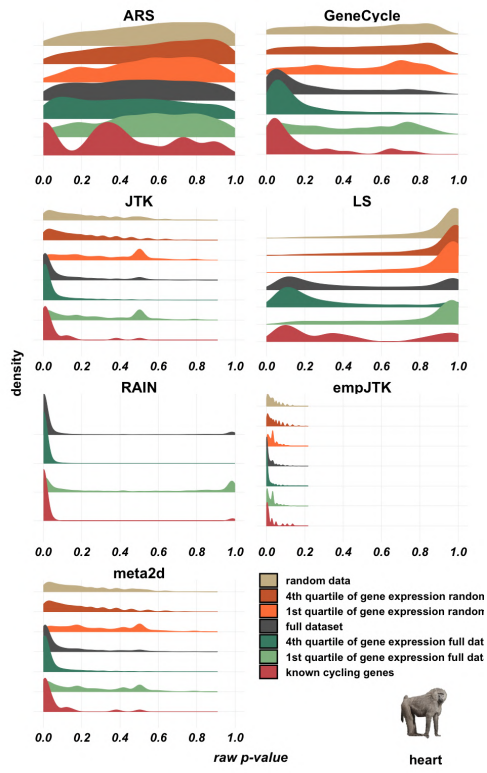 ARS
GeneCycle
0.0 0.2 0.4 0.6 0.8 1.0
0.0 0.2 0.4 0.6 0.8 1.0
JTK
LS
0.0 0.2 0.4 0.6 0.8 1.0
0.0 0.2 0.4 0.6 0.8 1.0
density
RAIN
empJTK
0.0 0.2 0.4 0.6 0.8 1.0
0.0 0.2 0.4 0.6 0.8 1.0
meta2d
0.0 0.2 0.4 0.6 0.8 1.0
raw p-value
random data
4th quartile of gene expression random
1st quartile of gene expression random
full dataset
4th quartile of gene expression full dat
1st quartile of gene expression full dat
known cycling genes
heart